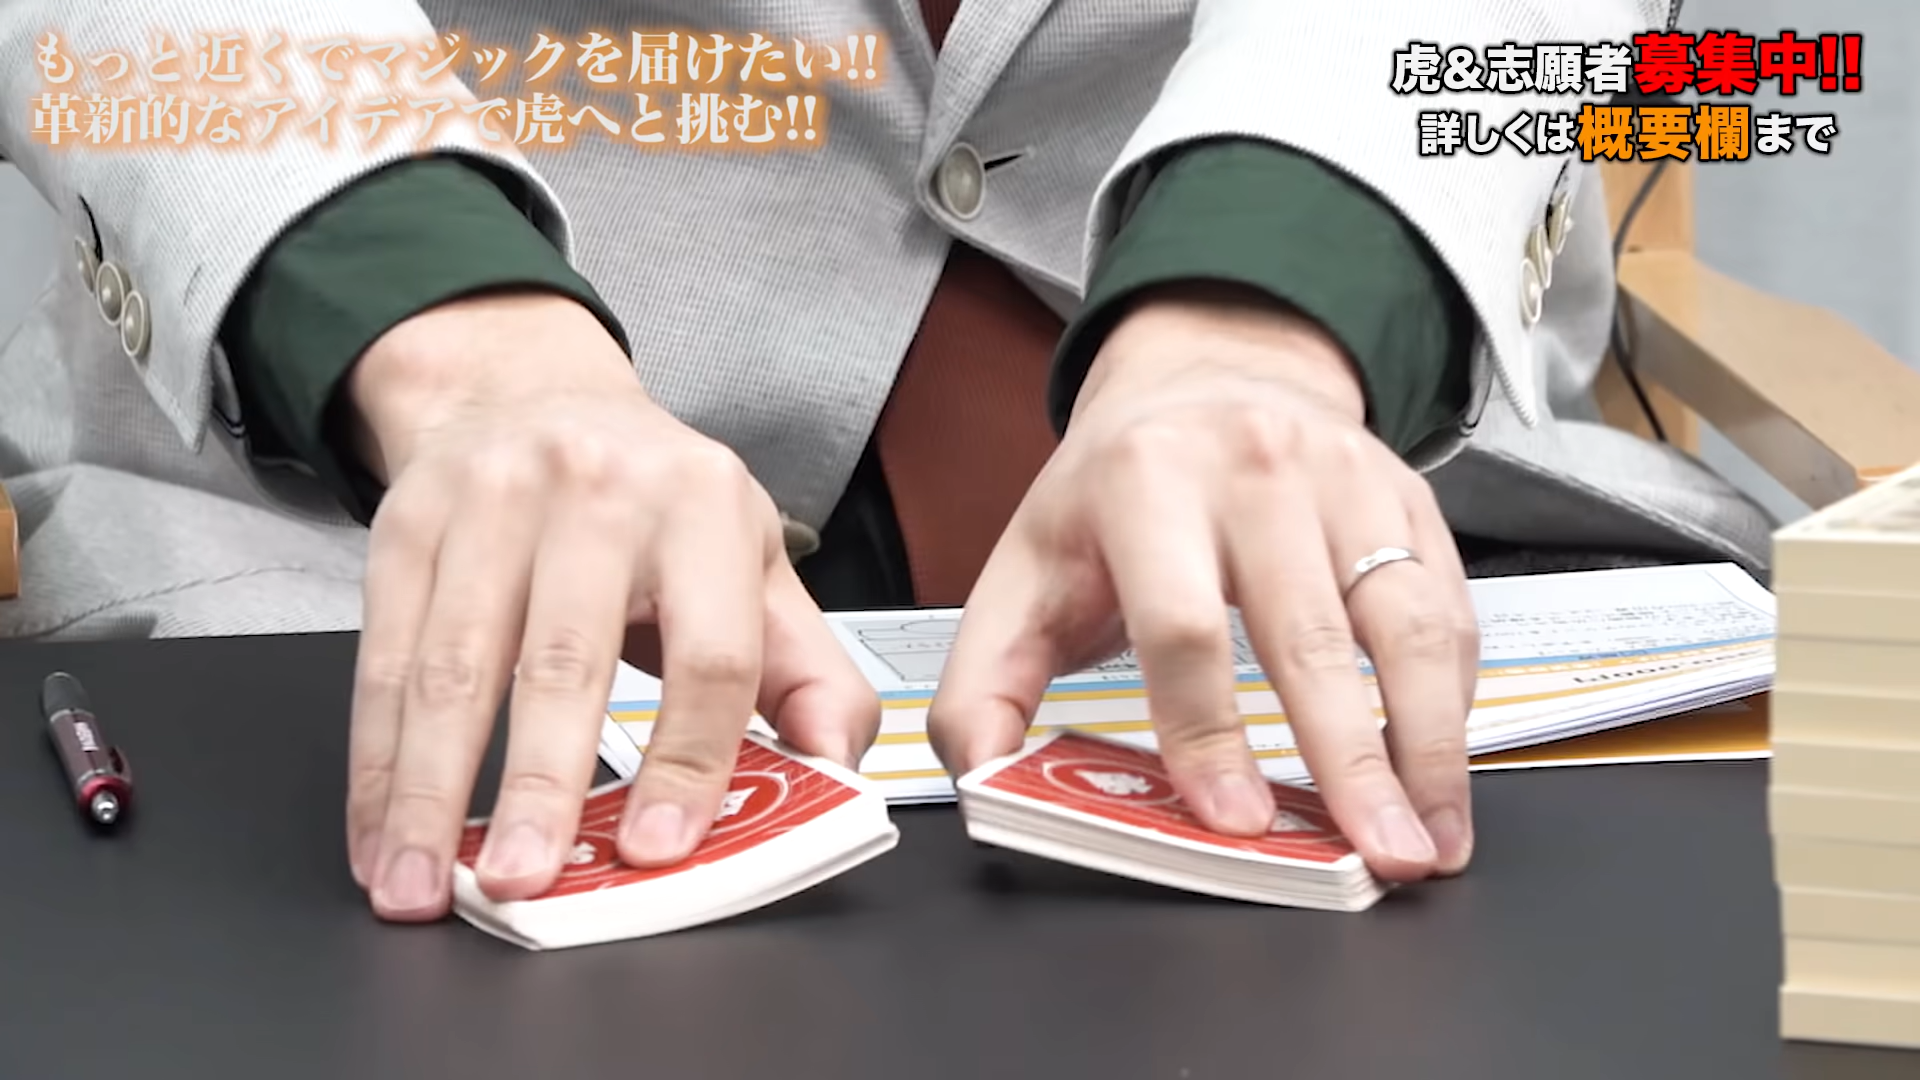 もっと近くでマジックを届けたい!!
革新的なアイデアで虎へと挑む!!
虎&志願者募集中!!
詳しくは概要欄まで